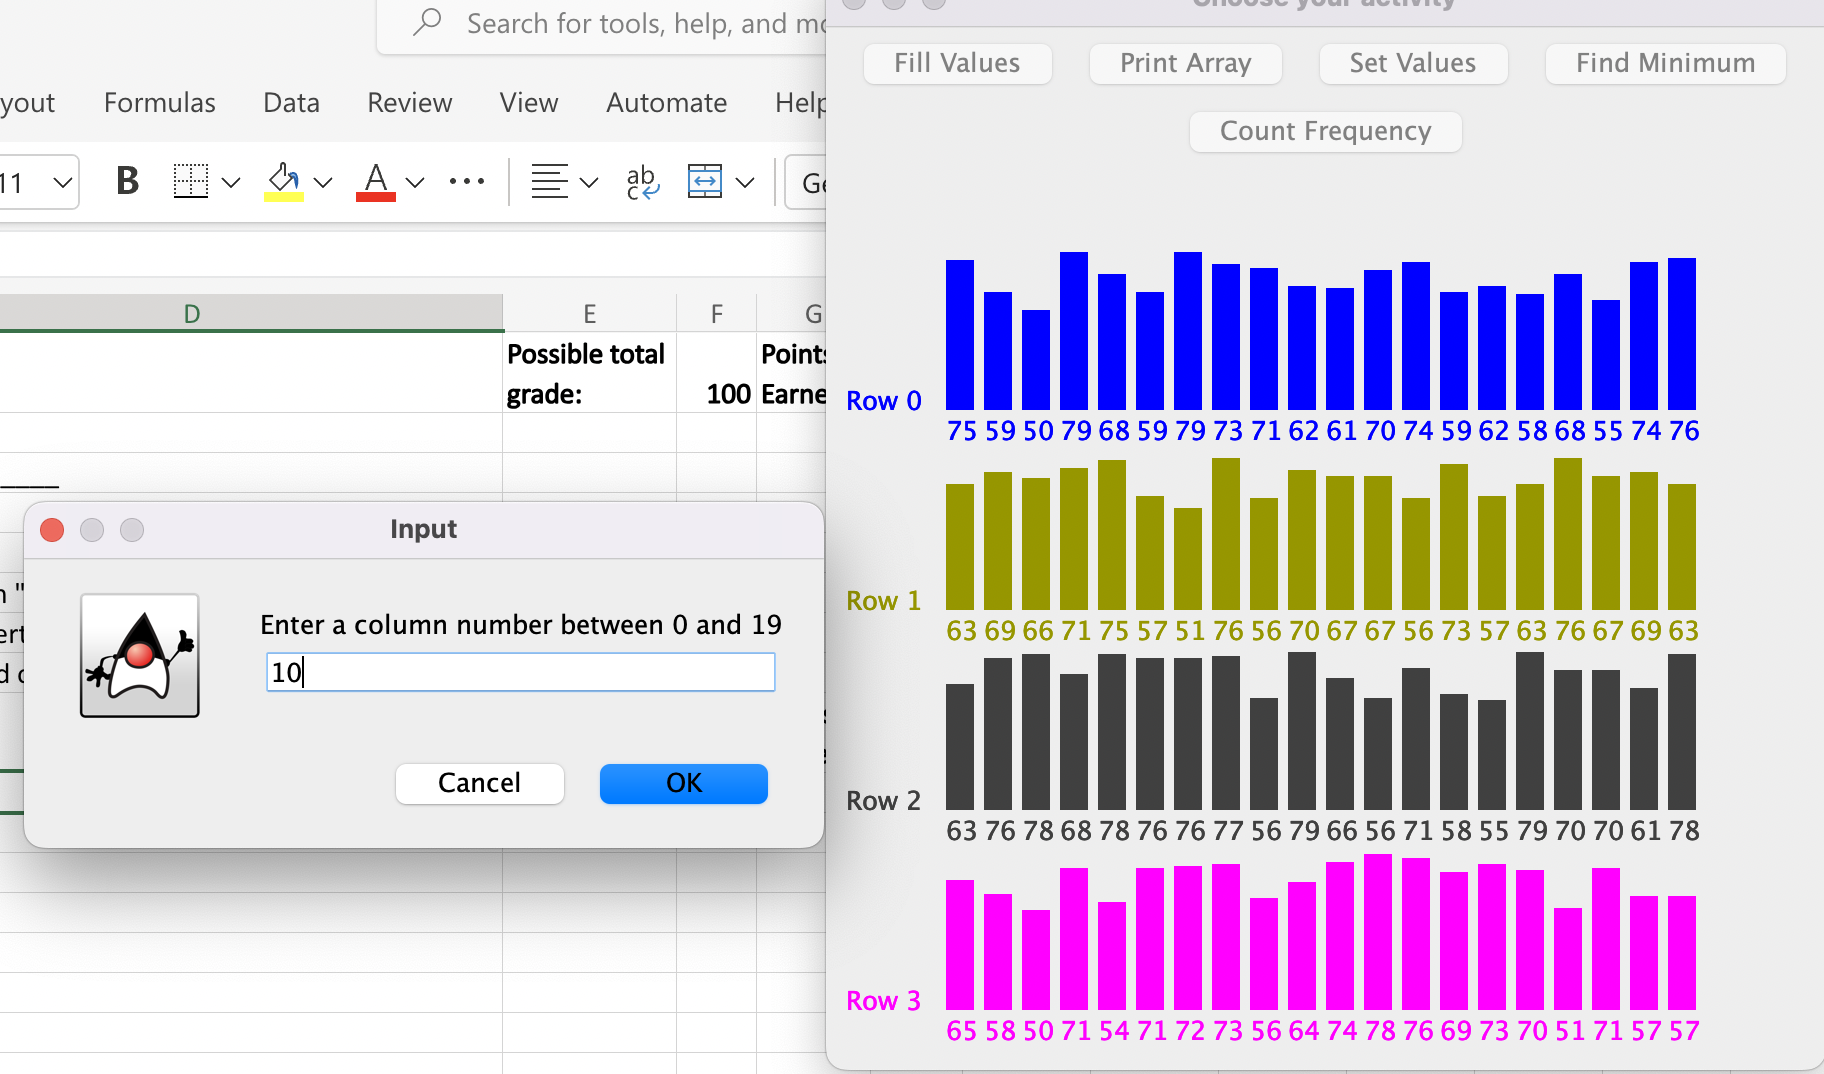 Search for tools, help, and mo
yout Formulas Data Review View Automate Help
11 B A ab c Ge
D E F G
Possible total grade: 100 Points Earne
____
n "
ert
d c
Input
Enter a column number between 0 and 19
10
Cancel OK
Choose your activity
Fill Values Print Array Set Values Find Minimum
Count Frequency
Row 0
75 59 50 79 68 59 79 73 71 62 61 70 74 59 62 58 68 55 74 76
Row 1
63 69 66 71 75 57 51 76 56 70 67 67 56 73 57 63 76 67 69 63
Row 2
63 76 78 68 78 76 76 77 56 79 66 56 71 58 55 79 70 70 61 78
Row 3
65 58 50 71 54 71 72 73 56 64 74 78 76 69 73 70 51 71 57 57